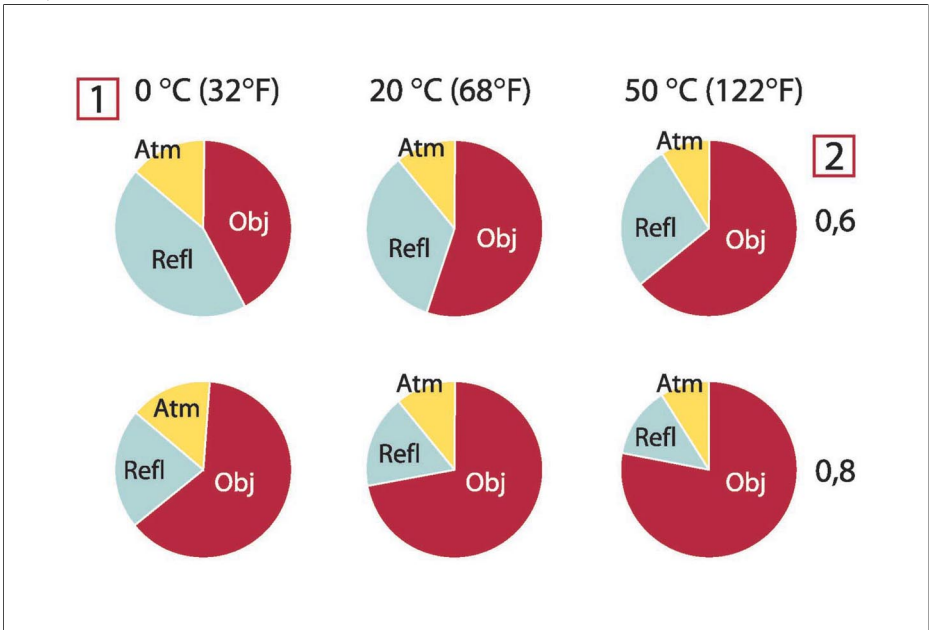 1 0 °C (32°F) 20 °C (68°F) 50 °C (122°F)
2
Atm Obj Refl
Atm Obj Refl
Atm Obj Refl
0,6
Atm Obj Refl
Atm Obj Refl
Atm Obj Refl
0,8